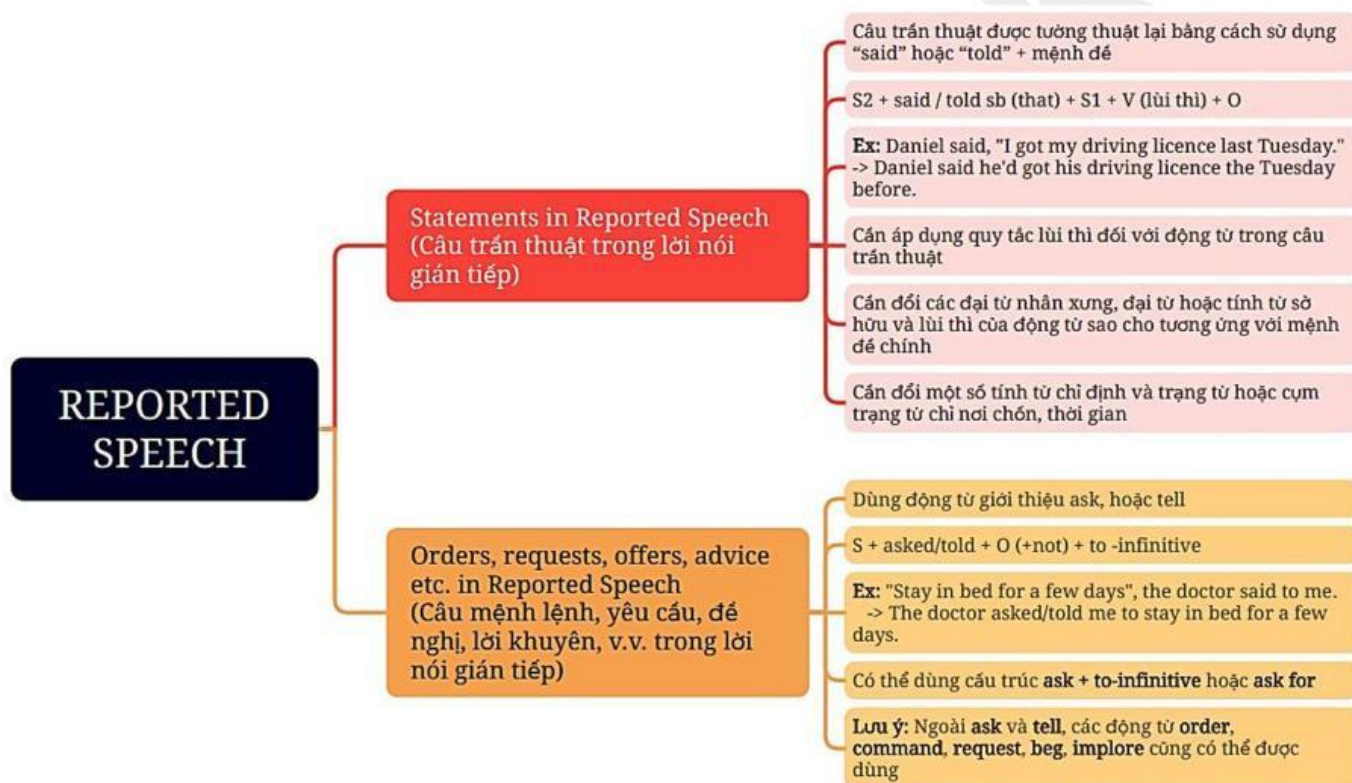 REPORTED
SPEECH
Statements in Reported Speech
(Câu trần thuật trong lời nói
gián tiếp)
Câu trần thuật được tường thuật lại bằng cách sử dụng
“said” hoặc “told” + mệnh đề
S2 + said / told sb (that) + S1 + V (lùi thì) + O
Ex: Daniel said, "I got my driving licence last Tuesday."
-> Daniel said he'd got his driving licence the Tuesday
before.
Cần áp dụng quy tắc lùi thì đối với động từ trong câu
trần thuật
Cần đổi các đại từ nhân xưng, đại từ hoặc tính từ sở
hữu và lùi thì của động từ sao cho tương ứng với mệnh
đề chính
Cần đổi một số tính từ chỉ định và trạng từ hoặc cụm
trạng từ chỉ nơi chốn, thời gian
Orders, requests, offers, advice
etc. in Reported Speech
(Câu mệnh lệnh, yêu cầu, đề
nghị, lời khuyên, v.v. trong lời
nói gián tiếp)
Dùng động từ giới thiệu ask, hoặc tell
S + asked/told + O (+not) + to -infinitive
Ex: "Stay in bed for a few days", the doctor said to me.
-> The doctor asked/told me to stay in bed for a few
days.
Có thể dùng cấu trúc ask + to-infinitive hoặc ask for
Lưu ý: Ngoài ask và tell, các động từ order,
command, request, beg, implore cũng có thể được
dùng